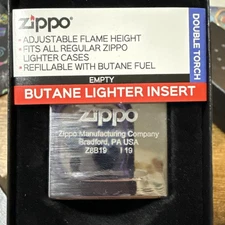 zippo
• ADJUSTABLE FLAME HEIGHT
• FITS ALL REGULAR ZIPPO
LIGHTER CASES
• REFILLABLE WITH BUTANE FUEL
DOUBLE TORCH
EMPTY
BUTANE LIGHTER INSERT
zippo
Zippo Manufacturing Company
Bradford, PA USA
Z8B19 I 19